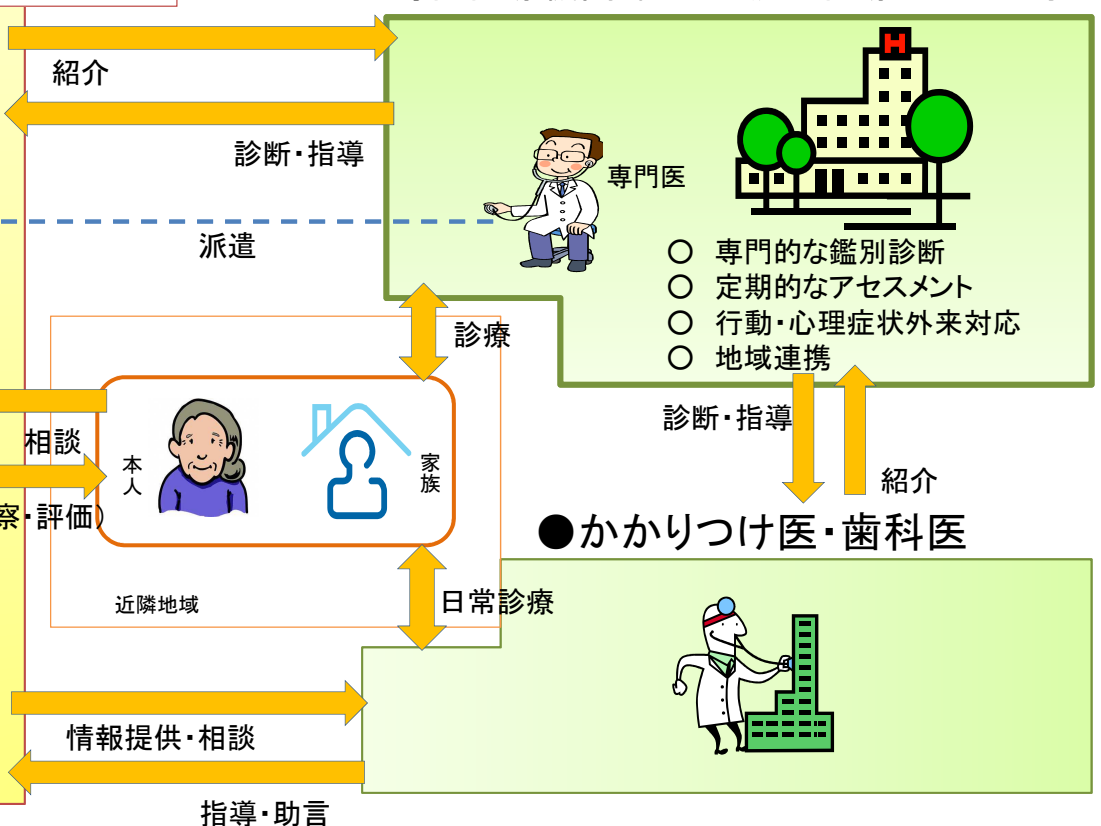 紹介
診断・指導
専門医
派遣
○ 専門的な鑑別診断
○ 定期的なアセスメント
○ 行動・心理症状外来対応
○ 地域連携
診療
診断・指導
相談
本人
家族
紹介
察・評価)
●かかりつけ医・歯科医
近隣地域
日常診療
情報提供・相談
指導・助言
H